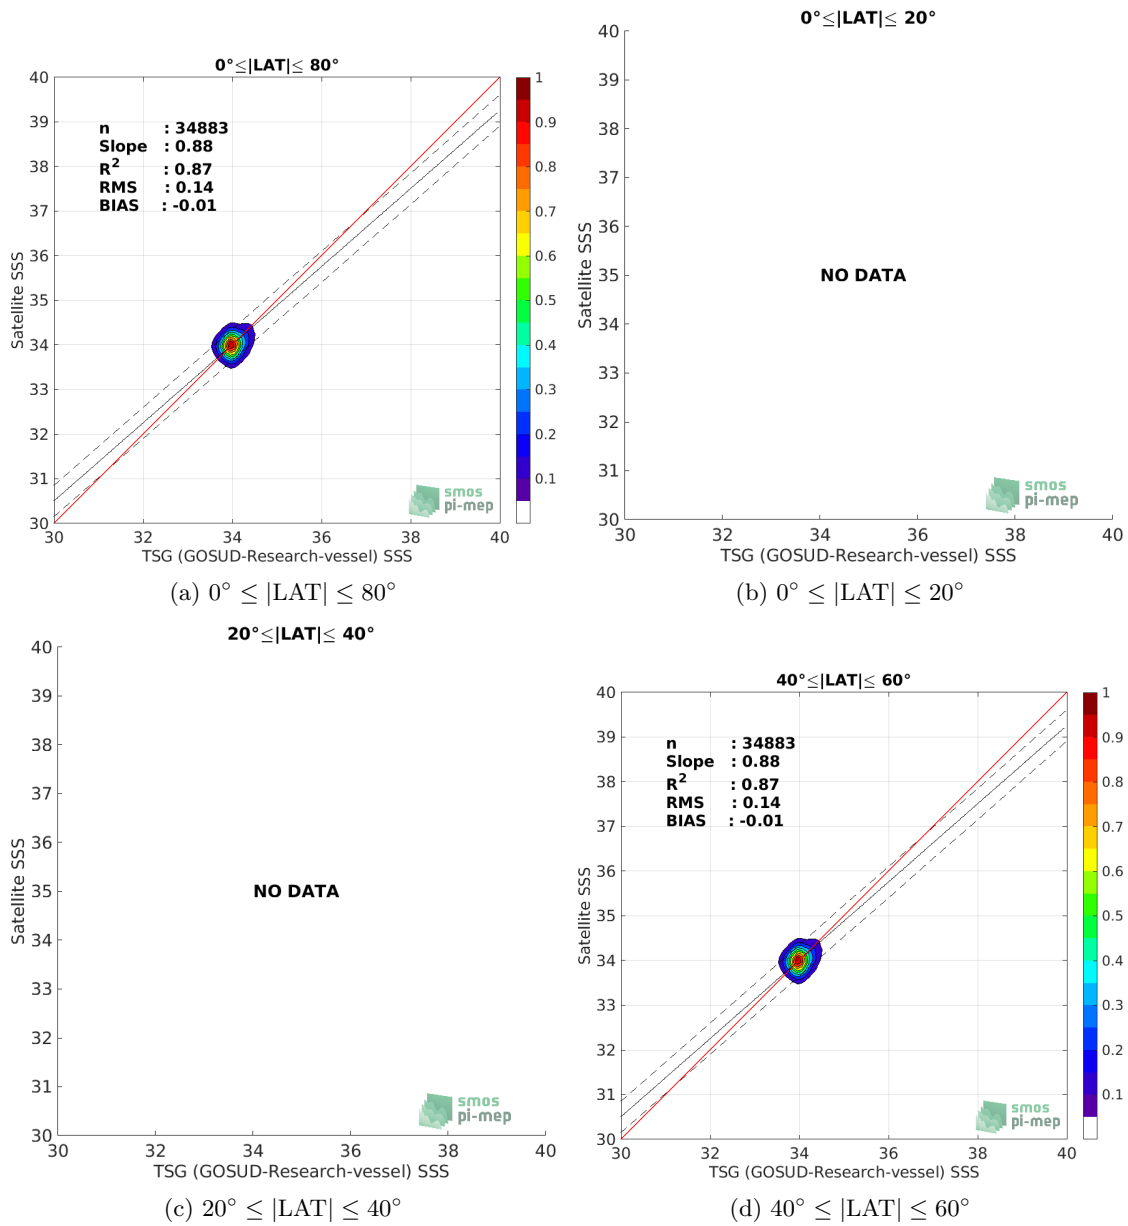 0°≤|LAT|≤ 80°
40
39
38
37
36
35
34
33
32
31
30
n : 34883
Slope : 0.88
R² : 0.87
RMS : 0.14
BIAS : -0.01
Satellite SSS
smos
pi-mep
30 32 34 36 38 40
TSG (GOSUD-Research-vessel) SSS
1
0.9
0.8
0.7
0.6
0.5
0.4
0.3
0.2
0.1
(a) 0° ≤ |LAT| ≤ 80°
0°≤|LAT|≤ 20°
40
39
38
37
36
35
34
33
32
31
30
Satellite SSS
NO DATA
smos
pi-mep
30 32 34 36 38 40
TSG (GOSUD-Research-vessel) SSS
(b) 0° ≤ |LAT| ≤ 20°
20°≤|LAT|≤ 40°
40
39
38
37
36
35
34
33
32
31
30
Satellite SSS
NO DATA
smos
pi-mep
30 32 34 36 38 40
TSG (GOSUD-Research-vessel) SSS
(c) 20° ≤ |LAT| ≤ 40°
40°≤|LAT|≤ 60°
40
39
38
37
36
35
34
33
32
31
30
n : 34883
Slope : 0.88
R² : 0.87
RMS : 0.14
BIAS : -0.01
Satellite SSS
smos
pi-mep
30 32 34 36 38 40
TSG (GOSUD-Research-vessel) SSS
1
0.9
0.8
0.7
0.6
0.5
0.4
0.3
0.2
0.1
(d) 40° ≤ |LAT| ≤ 60°